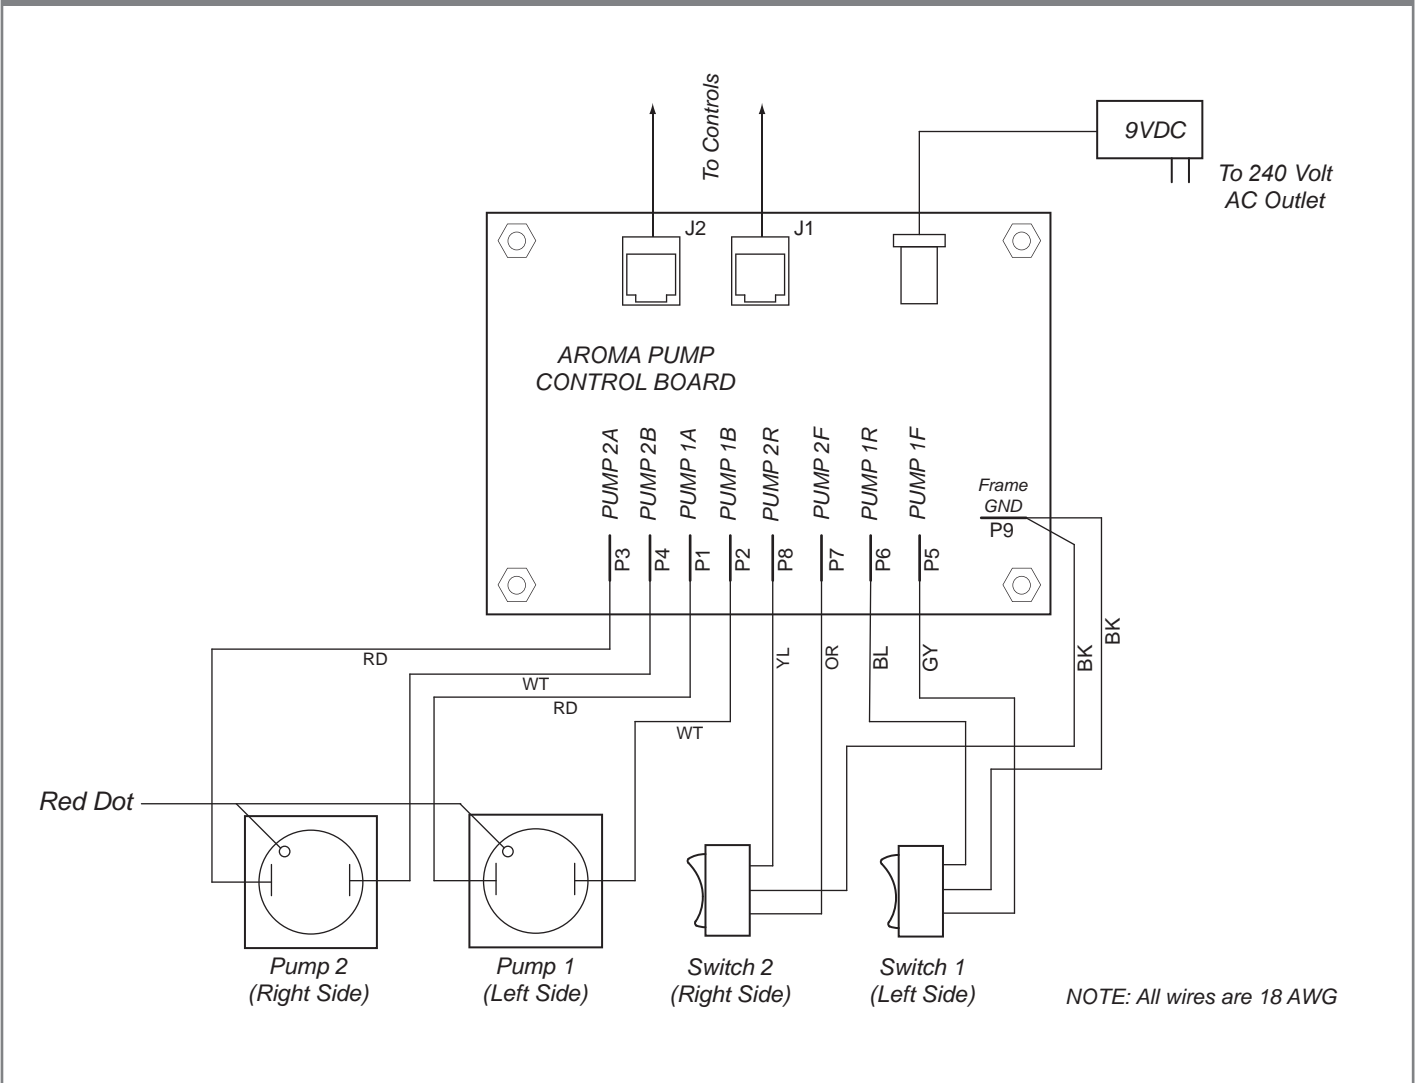 To Controls
9VDC
To 240 Volt
AC Outlet
J2
J1
AROMA PUMP
CONTROL BOARD
PUMP 2A
PUMP 2B
PUMP 1A
PUMP 1B
PUMP 2R
PUMP 2F
PUMP 1R
PUMP 1F
Frame
GND
P9
P3
P4
P1
P2
P8
P7
P6
P5
RD
WT
RD
WT
YL
OR
BL
GY
BK
BK
Red Dot
Pump 2
(Right Side)
Pump 1
(Left Side)
Switch 2
(Right Side)
Switch 1
(Left Side)
NOTE: All wires are 18 AWG